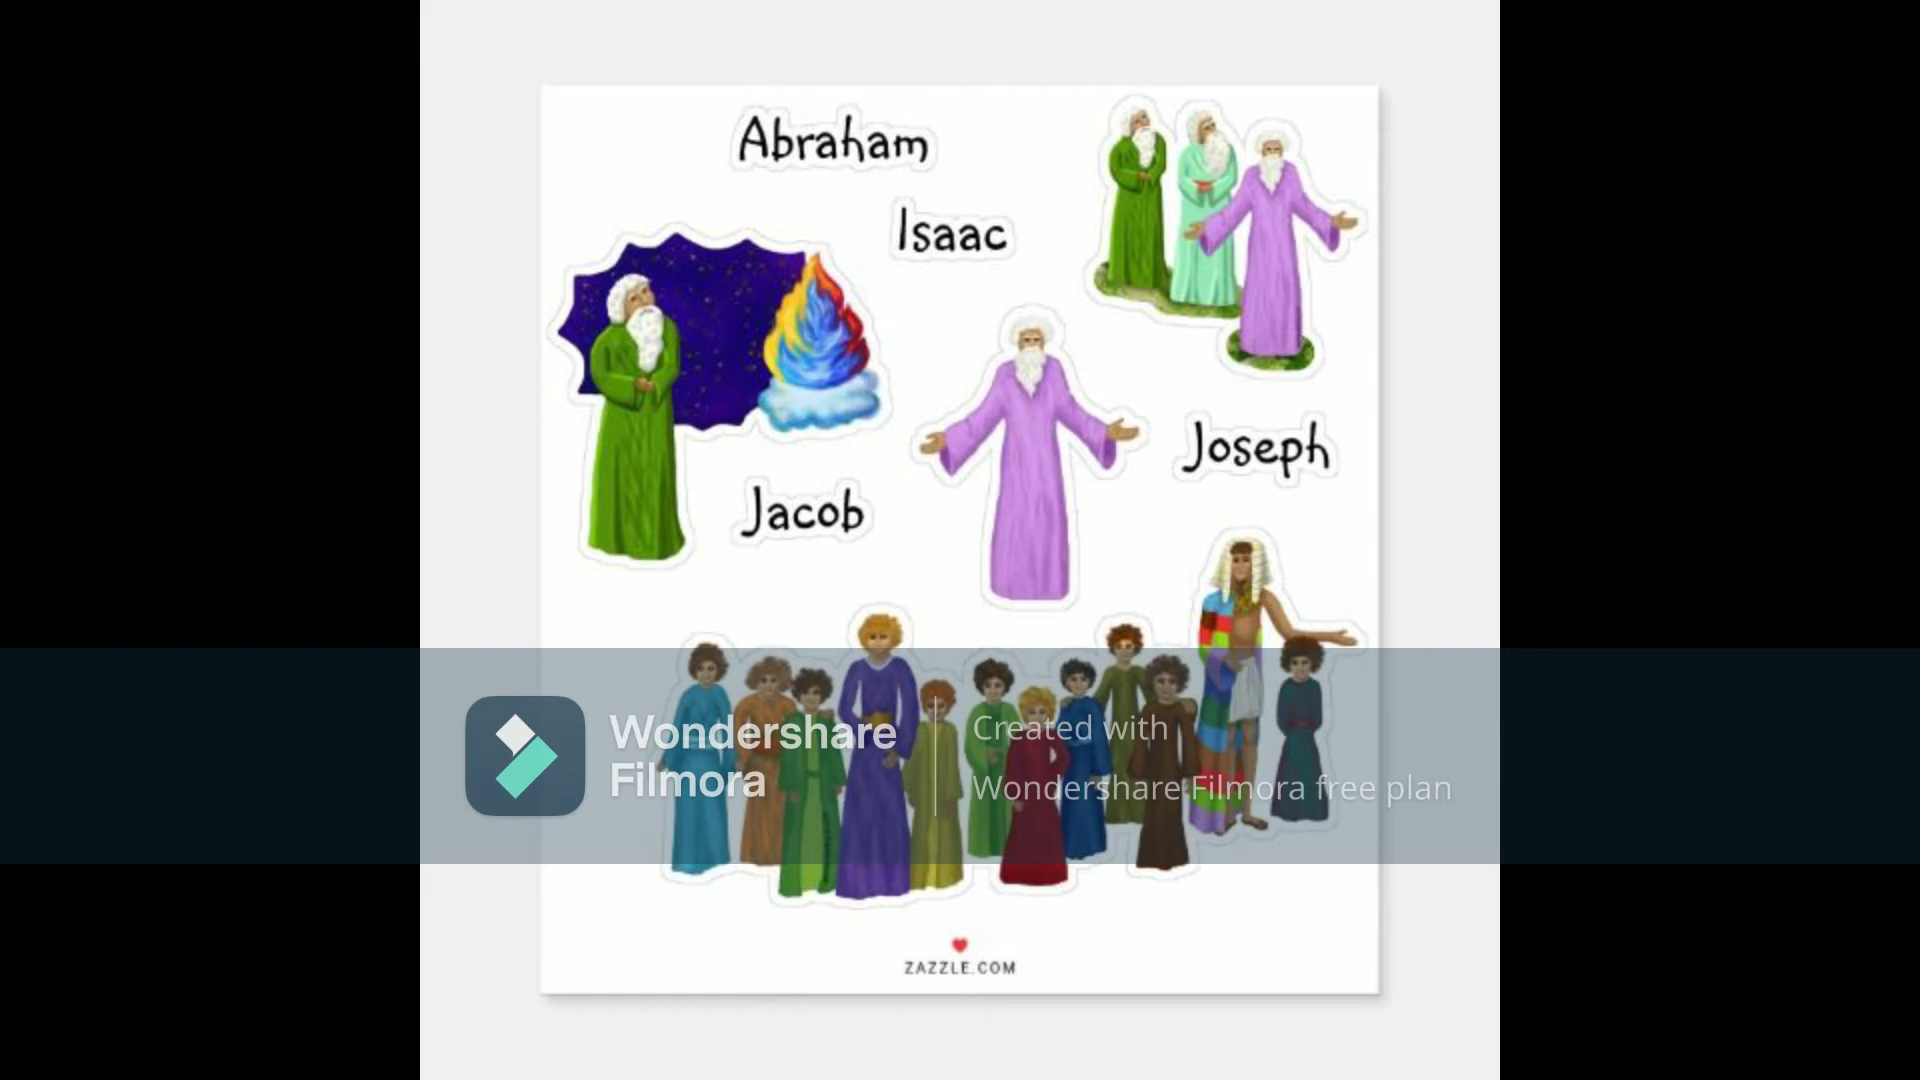 Abraham
Isaac
Joseph
Jacob
Wondershare
Filmora
Created with
Wondershare Filmora free plan
ZAZZLE.COM